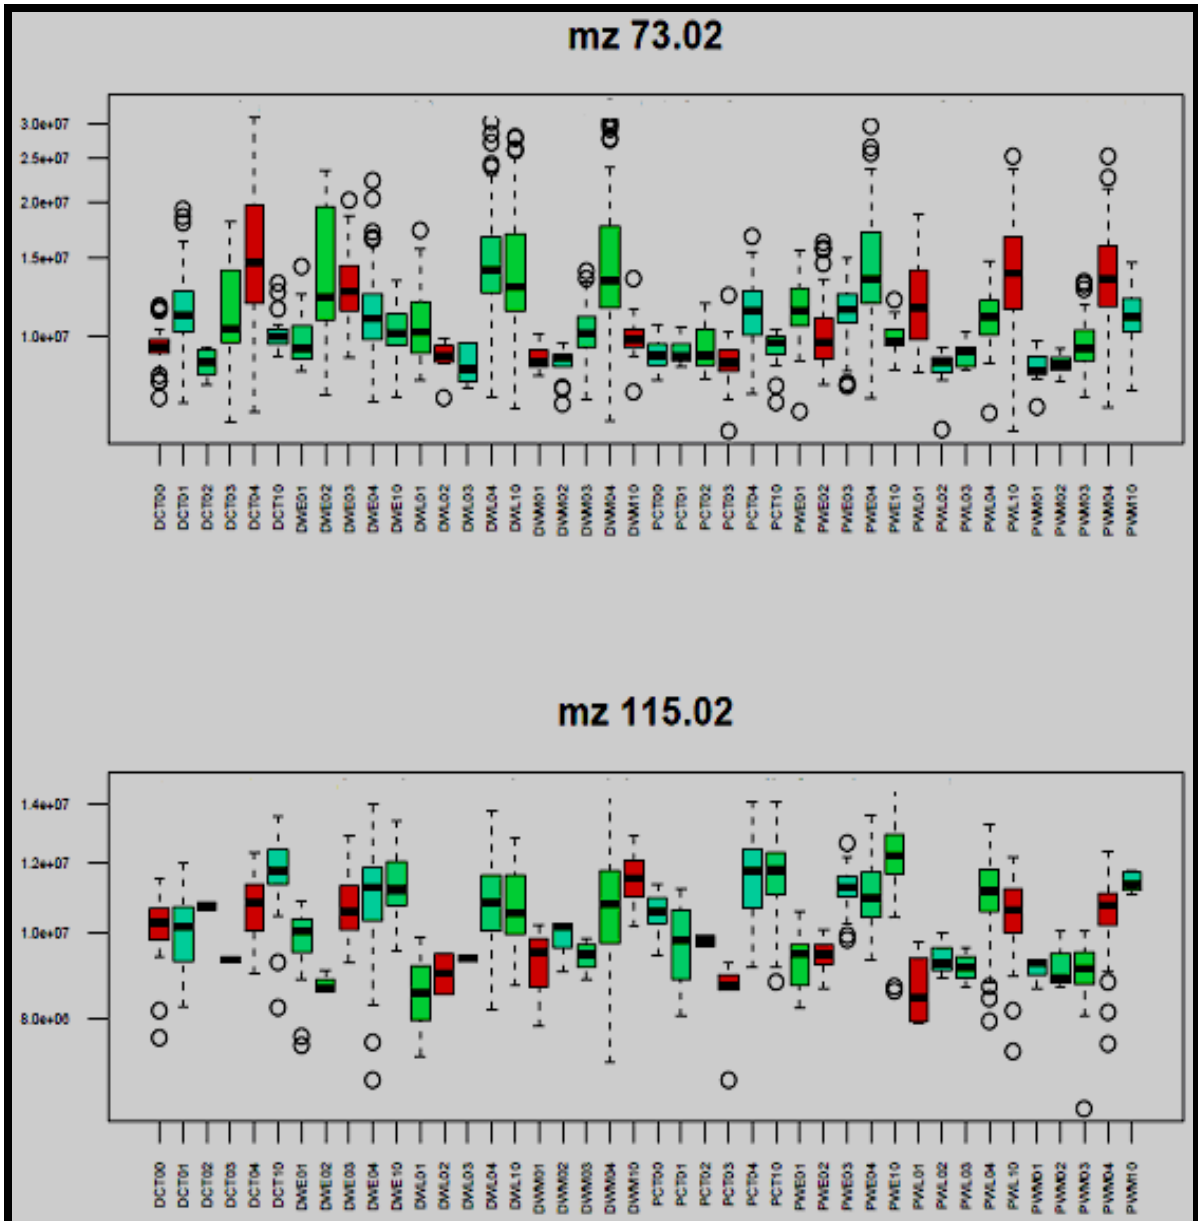 mz 73.02
3.0e+07
2.5e+07
2.0e+07
1.5e+07
1.0e+07
DCT00 DCT01 DCT02 DCT03 DCT04 DCT10 DWE01 DWE02 DWE03 DWE04 DWE10 DWL01 DWL02 DWL03 DWL04 DWL10 DWM01 DWM02 DWM03 DWM04 DWM10 PCT00 PCT01 PCT02 PCT03 PCT04 PCT10 PWE01 PWE02 PWE03 PWE04 PWE10 PWL01 PWL02 PWL03 PWL04 PWL10 PWM01 PWM02 PWM03 PWM04 PWM10
mz 115.02
1.4e+07
1.2e+07
1.0e+07
8.0e+06
DCT00 DCT01 DCT02 DCT03 DCT04 DCT10 DWE01 DWE02 DWE03 DWE04 DWE10 DWL01 DWL02 DWL03 DWL04 DWL10 DWM01 DWM02 DWM03 DWM04 DWM10 PCT00 PCT01 PCT02 PCT03 PCT04 PCT10 PWE01 PWE02 PWE03 PWE04 PWE10 PWL01 PWL02 PWL03 PWL04 PWL10 PWM01 PWM02 PWM03 PWM04 PWM10